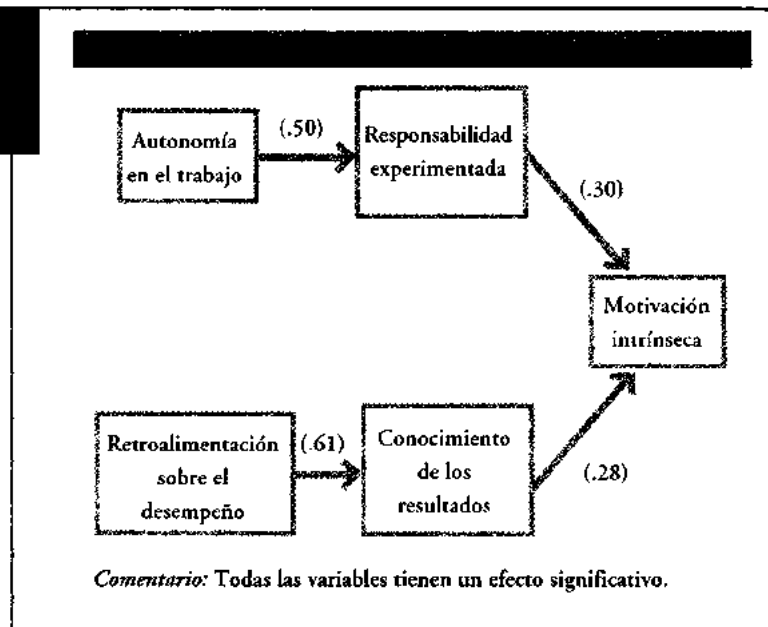 Autonomía
en el trabajo
(.50)
Responsabilidad
experimentada
(.30)
Motivación
intrínseca
Retroalimentación
sobre el
desempeño
(.61)
Conocimiento
de los
resultados
(.28)
Comentario: Todas las variables tienen un efecto significativo.